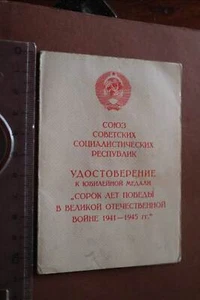 СОЮЗ
СОВЕТСКИХ
СОЦИАЛИСТИЧЕСКИХ
РЕСПУБЛИК
УДОСТОВЕРЕНИЕ
К ЮБИЛЕЙНОЙ МЕДАЛИ
„СОРОК ЛЕТ ПОБЕДЫ
В ВЕЛИКОЙ ОТЕЧЕСТВЕННОЙ
ВОЙНЕ 1941—1945 гг."